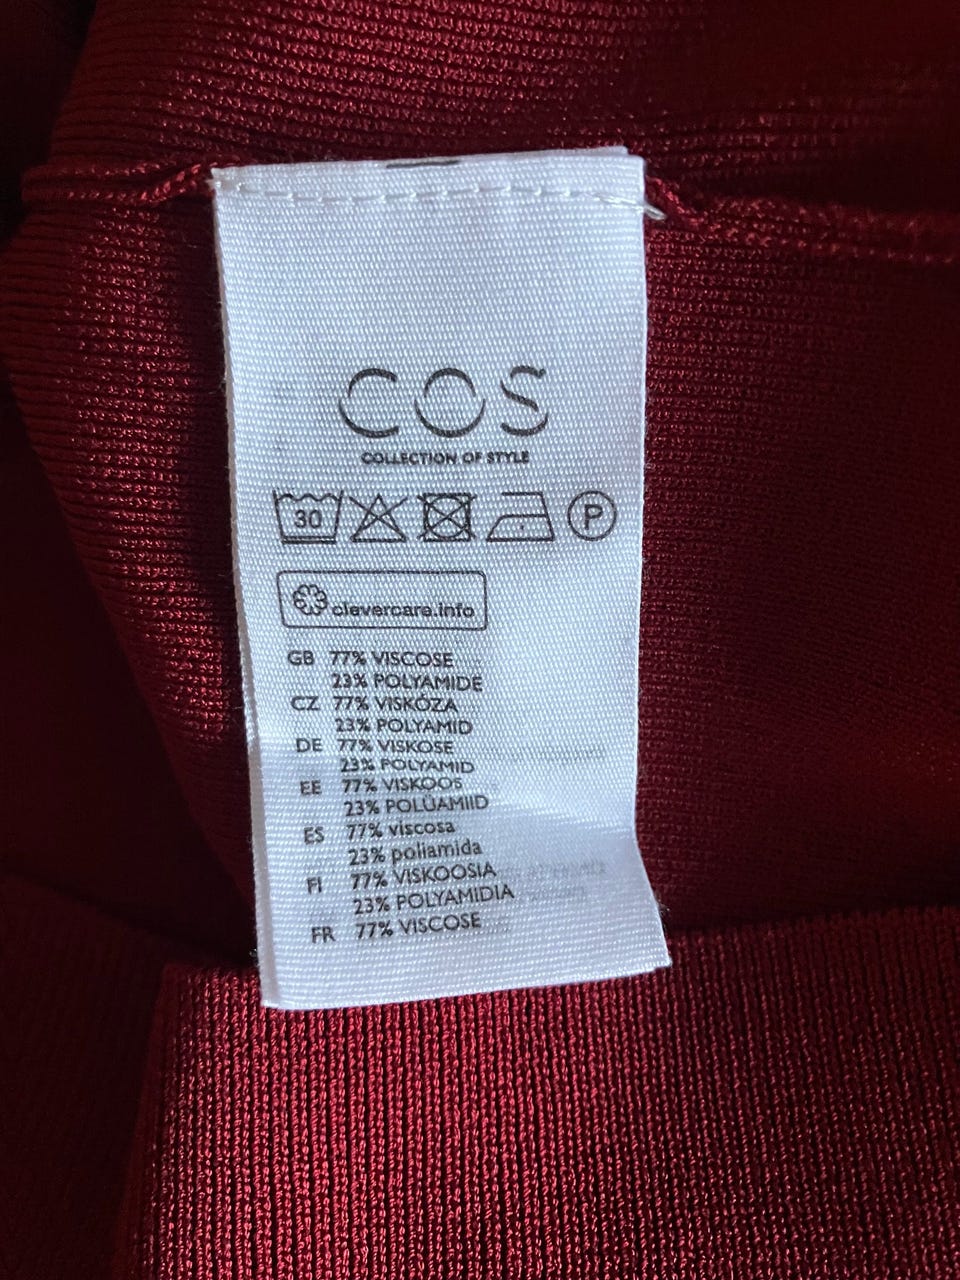 COS
COLLECTION OF STYLE
30 P
clevercare.info
GB 77% VISCOSE
23% POLYAMIDE
CZ 77% VISKÓZA
23% POLYAMID
DE 77% VISKOSE
23% POLYAMID
EE 77% VISKOOS
23% POLÜAMIID
ES 77% viscosa
23% poliamida
FI 77% VISKOOSIA
23% POLYAMIDIA
FR 77% VISCOSE